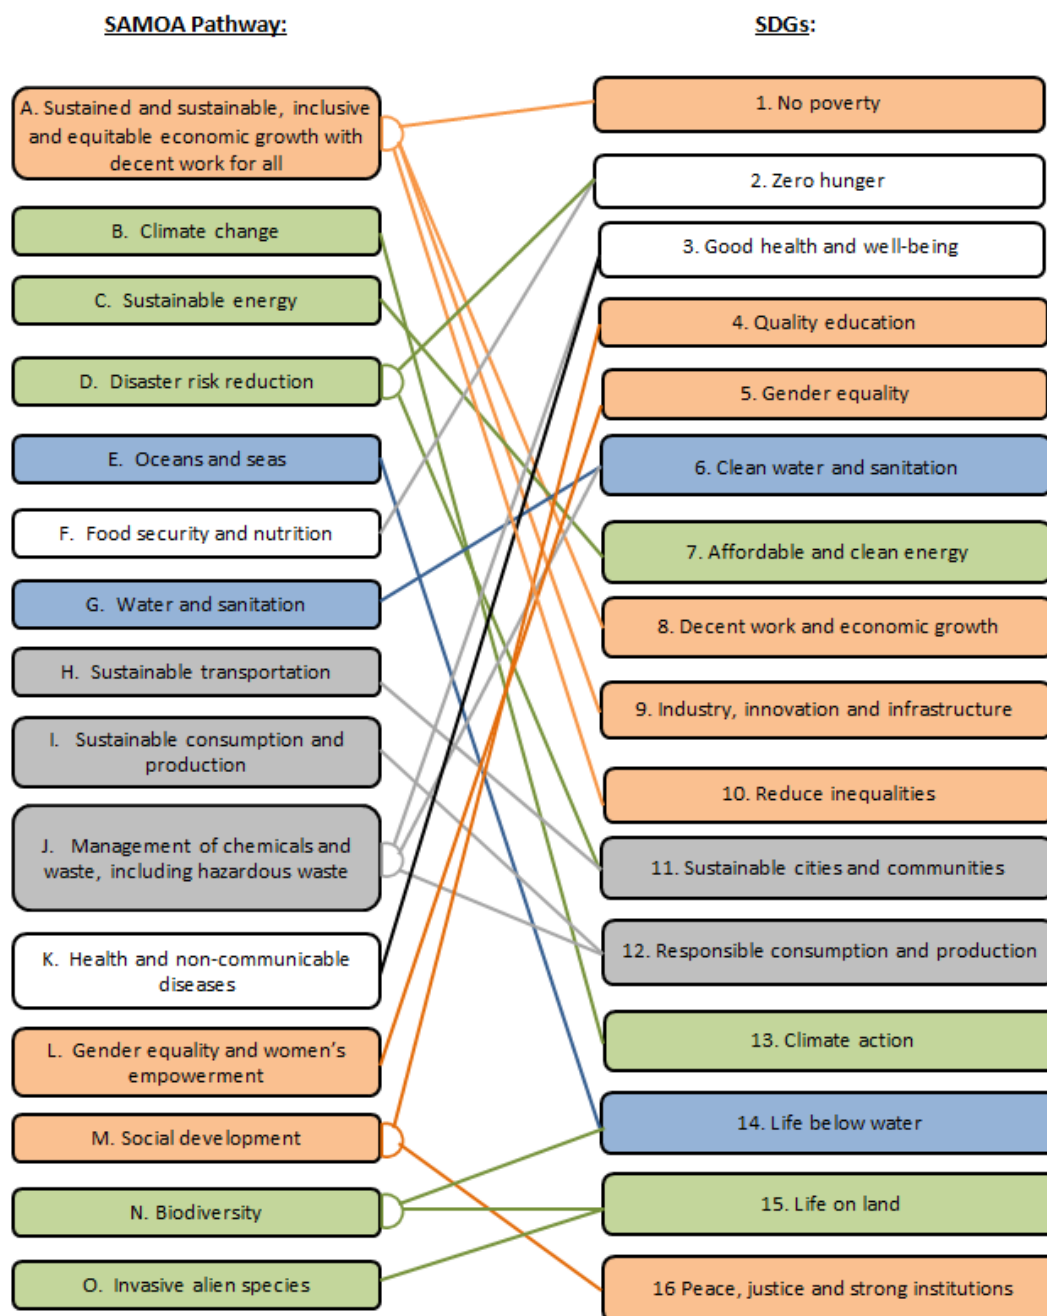 SAMOA Pathway:
A. Sustained and sustainable, inclusive
and equitable economic growth with
decent work for all
B. Climate change
C. Sustainable energy
D. Disaster risk reduction
E. Oceans and seas
F. Food security and nutrition
G. Water and sanitation
H. Sustainable transportation
I. Sustainable consumption and
production
J. Management of chemicals and
waste, including hazardous waste
K. Health and non-communicable
diseases
L. Gender equality and women's
empowerment
M. Social development
N. Biodiversity
O. Invasive alien species
SDGs:
1. No poverty
2. Zero hunger
3. Good health and well-being
4. Quality education
5. Gender equality
6. Clean water and sanitation
7. Affordable and clean energy
8. Decent work and economic growth
9. Industry, innovation and infrastructure
10. Reduce inequalities
11. Sustainable cities and communities
12. Responsible consumption and production
13. Climate action
14. Life below water
15. Life on land
16 Peace, justice and strong institutions